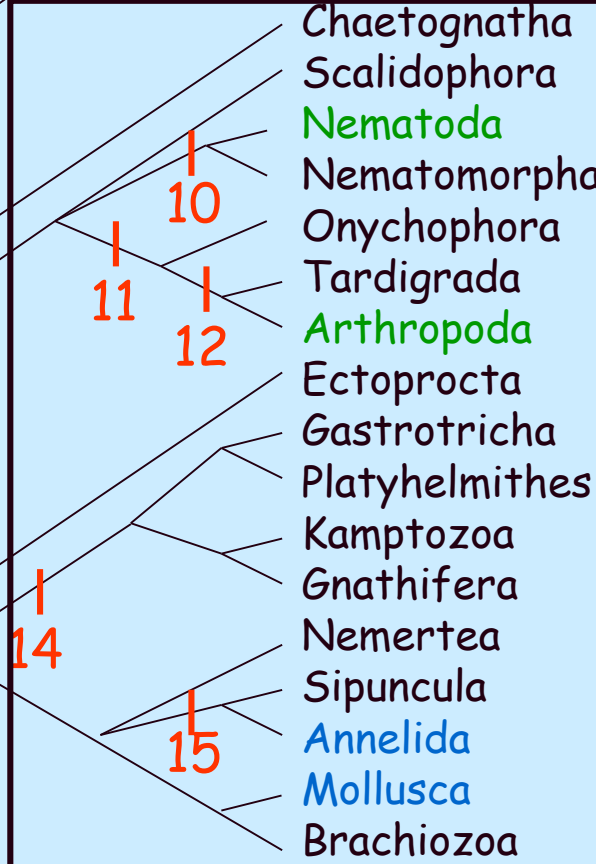 Chaetognatha
Scalidophora
Nematoda
Nematomorpha
10
Onychophora
Tardigrada
11
Arthropoda
12
Ectoprocta
Gastrotricha
Platyhelmithes
Kamptozoa
Gnathifera
Nemertea
14
Sipuncula
Annelida
15
Mollusca
Brachiozoa